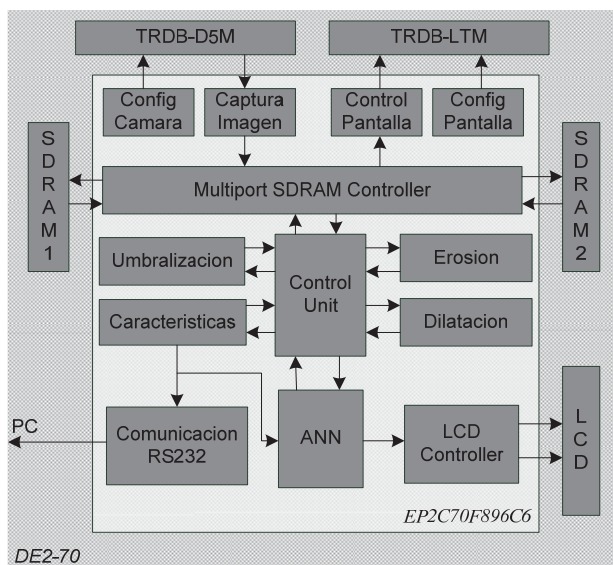 TRDB-D5M
TRDB-LTM
Config
Camara
Captura
Imagen
Control
Pantalla
Config
Pantalla
S
D
R
A
M
1
Multiport SDRAM Controller
S
D
R
A
M
2
Umbralizacion
Control
Unit
Erosion
Caracteristicas
Dilatacion
PC
Comunicacion
RS232
ANN
LCD
Controller
L
C
D
EP2C70F896C6
DE2-70